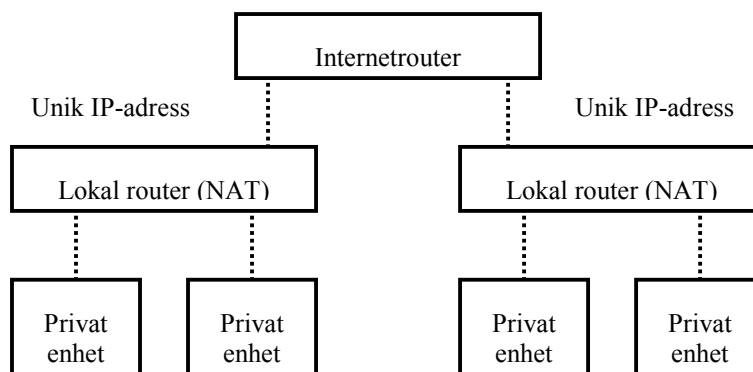 Internetrouter
Unik IP-adress
Unik IP-adress
Lokal router (NAT)
Lokal router (NAT)
Privat
enhet
Privat
enhet
Privat
enhet
Privat
enhet